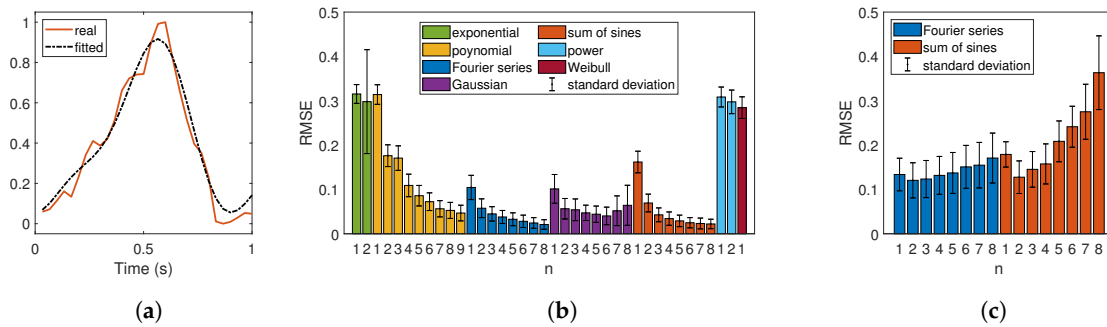 1
0.8
0.6
0.4
0.2
0
real
fitted
0 0.5 1
Time (s)
(a)
0.5
0.4
0.3
0.2
0.1
0
RMSE
exponential
poynomial
Fourier series
Gaussian
sum of sines
power
Weibull
standard deviation
1 2 1 2 3 4 5 6 7 8 9 1 2 3 4 5 6 7 8 1 2 3 4 5 6 7 8 1 2 3 4 5 6 7 8 1 2 1
n
(b)
0.5
0.4
0.3
0.2
0.1
0
RMSE
Fourier series
sum of sines
standard deviation
1 2 3 4 5 6 7 8 1 2 3 4 5 6 7 8
n
(c)